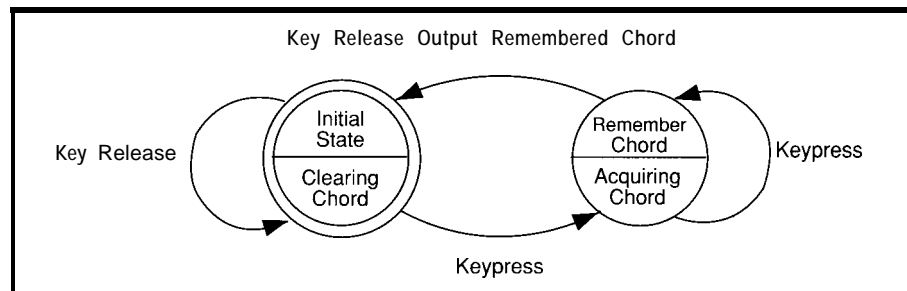 Key Release Output Remembered Chord
Initial
State
Clearing
Chord
Remember
Chord
Acquiring
Chord
Key Release
Keypress
Keypress